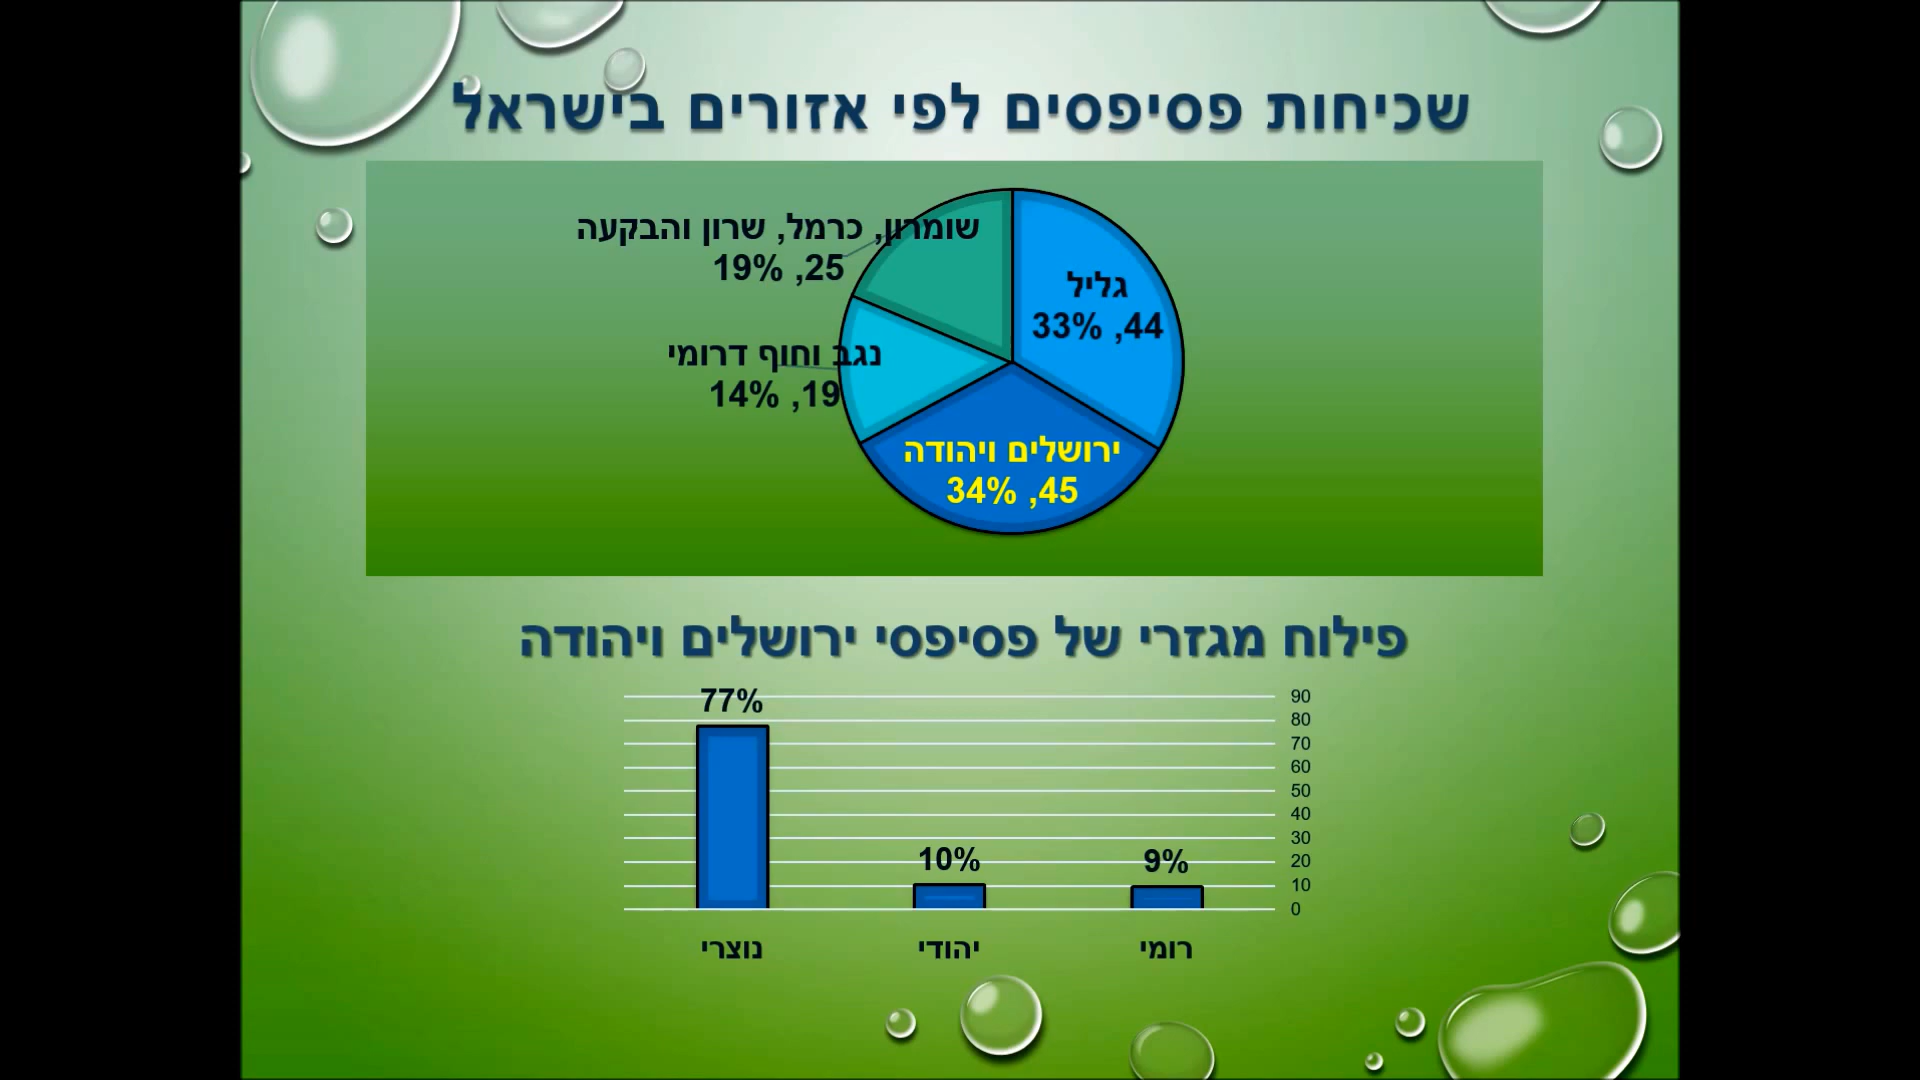 שכיחות פסיפסים לפי אזורים בישראל
שומרון, כרמל, שרון והבקעה
25, 19%
גליל
44, 33%
נגב וחוף דרומי
19, 14%
ירושלים ויהודה
45, 34%
פילוח מגזרי של פסיפסי ירושלים ויהודה
90
80
70
60
50
40
30
20
10
0
9%
10%
77%
רומי
יהודי
נוצרי